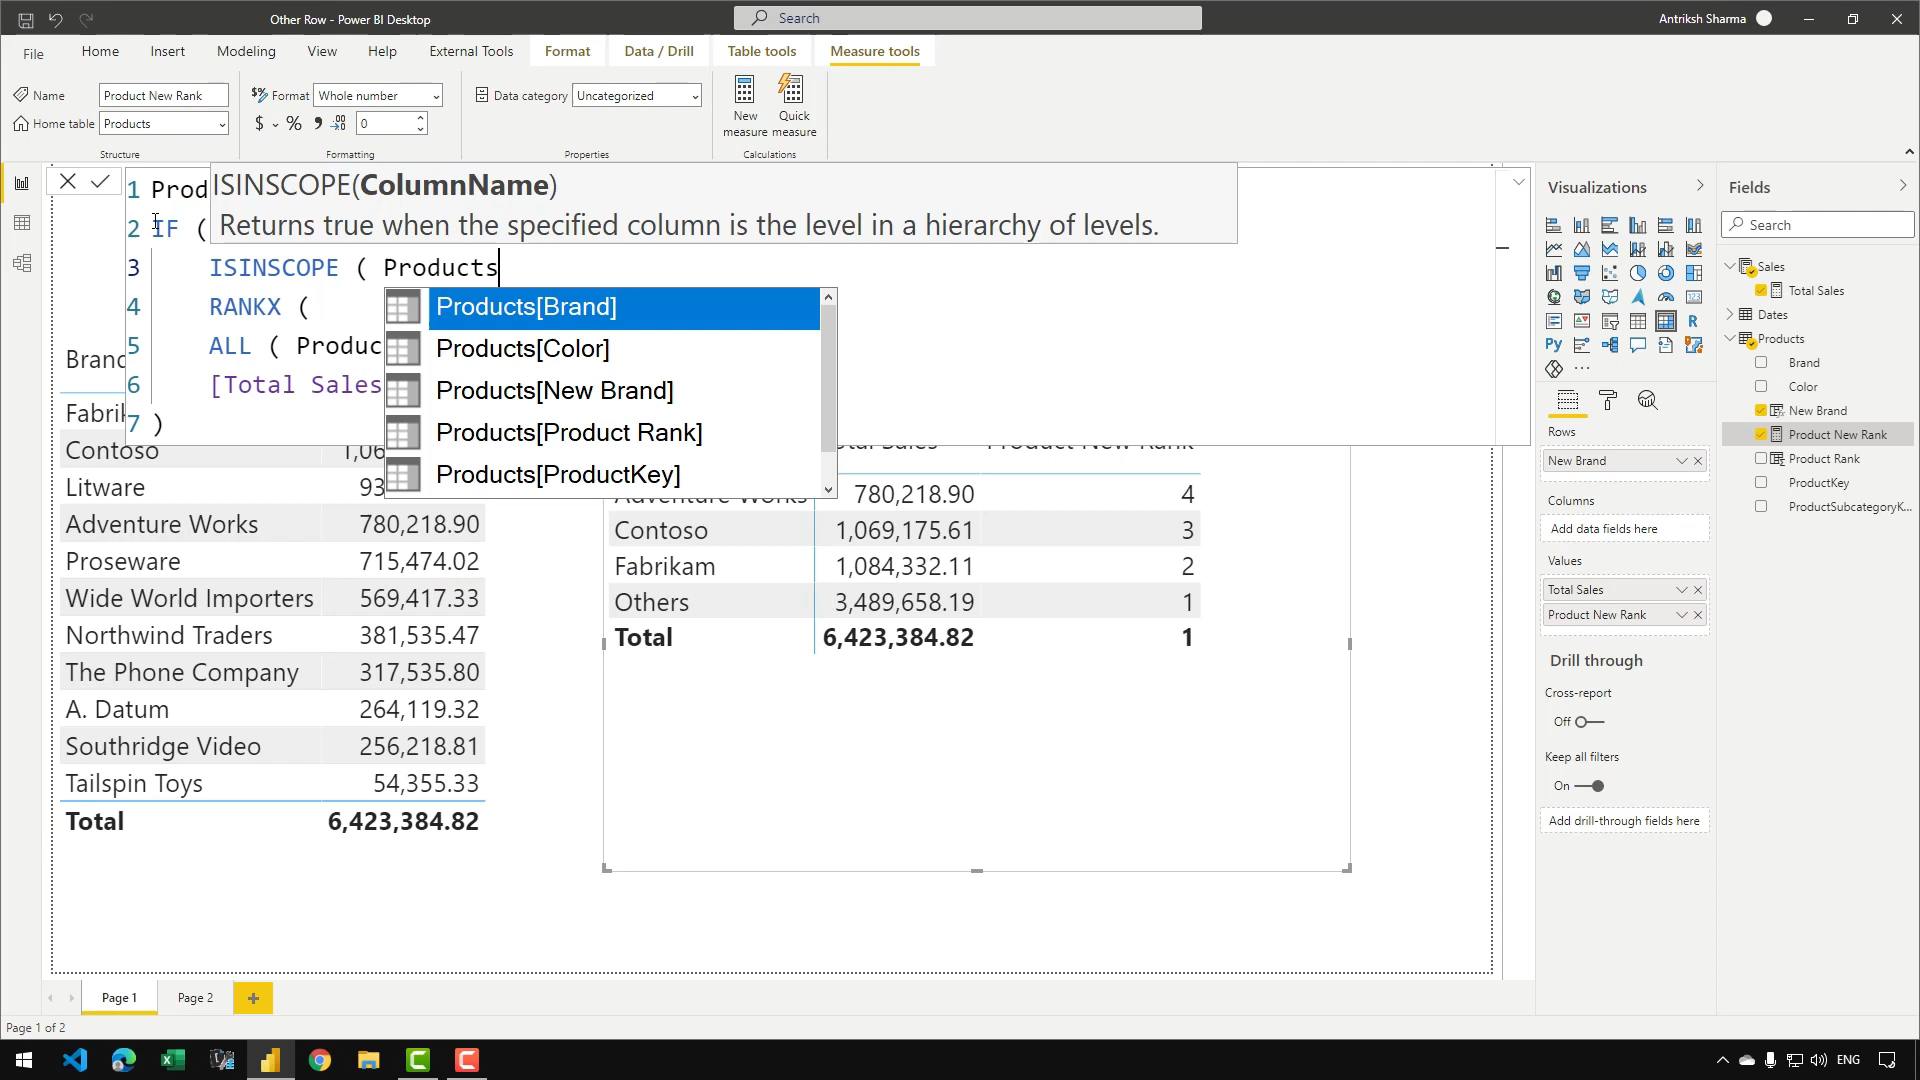 Other Row - Power BI Desktop
Search
Antriksh Sharma
File
Home
Insert
Modeling
View
Help
External Tools
Format
Data / Drill
Table tools
Measure tools
Name
Product New Rank
Home table
Products
Structure
Format
Whole number
$ % 0
Formatting
Data category
Uncategorized
Properties
New measure
Quick measure
Calculations
1 Prod
ISINSCOPE(ColumnName)
Returns true when the specified column is the level in a hierarchy of levels.
2 IF (
3 ISINSCOPE ( Products
4 RANKX (
5 ALL ( Produc
6 [Total Sales
7 )
Products[Brand]
Products[Color]
Products[New Brand]
Products[Product Rank]
Products[ProductKey]
Brand
Fabrik
Contoso 1,06
Litware 93
Adventure Works 780,218.90
Proseware 715,474.02
Wide World Importers 569,417.33
Northwind Traders 381,535.47
The Phone Company 317,535.80
A. Datum 264,119.32
Southridge Video 256,218.81
Tailspin Toys 54,355.33
Total 6,423,384.82
Total Sales Product New Rank
Adventure Works 780,218.90 4
Contoso 1,069,175.61 3
Fabrikam 1,084,332.11 2
Others 3,489,658.19 1
Total 6,423,384.82 1
Visualizations
R
Py
Rows
New Brand
Columns
Add data fields here
Values
Total Sales
Product New Rank
Drill through
Cross-report
Off
Keep all filters
On
Add drill-through fields here
Fields
Search
Sales
Total Sales
Dates
Products
Brand
Color
New Brand
Product New Rank
Product Rank
ProductKey
ProductSubcategoryK...
Page 1
Page 2
Page 1 of 2
ENG